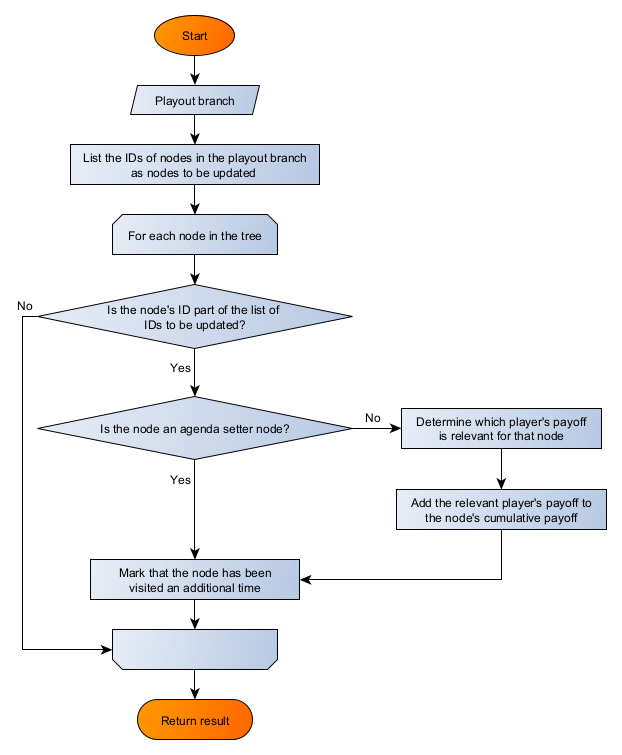 Start
Playout branch
List the IDs of nodes in the playout branch
as nodes to be updated
For each node in the tree
No
Is the node's ID part of the list of
IDs to be updated?
Yes
Is the node an agenda setter node?
No
Determine which player's payoff
is relevant for that node
Yes
Add the relevant player's payoff to
the node's cumulative payoff
Mark that the node has been
visited an additional time
Return result